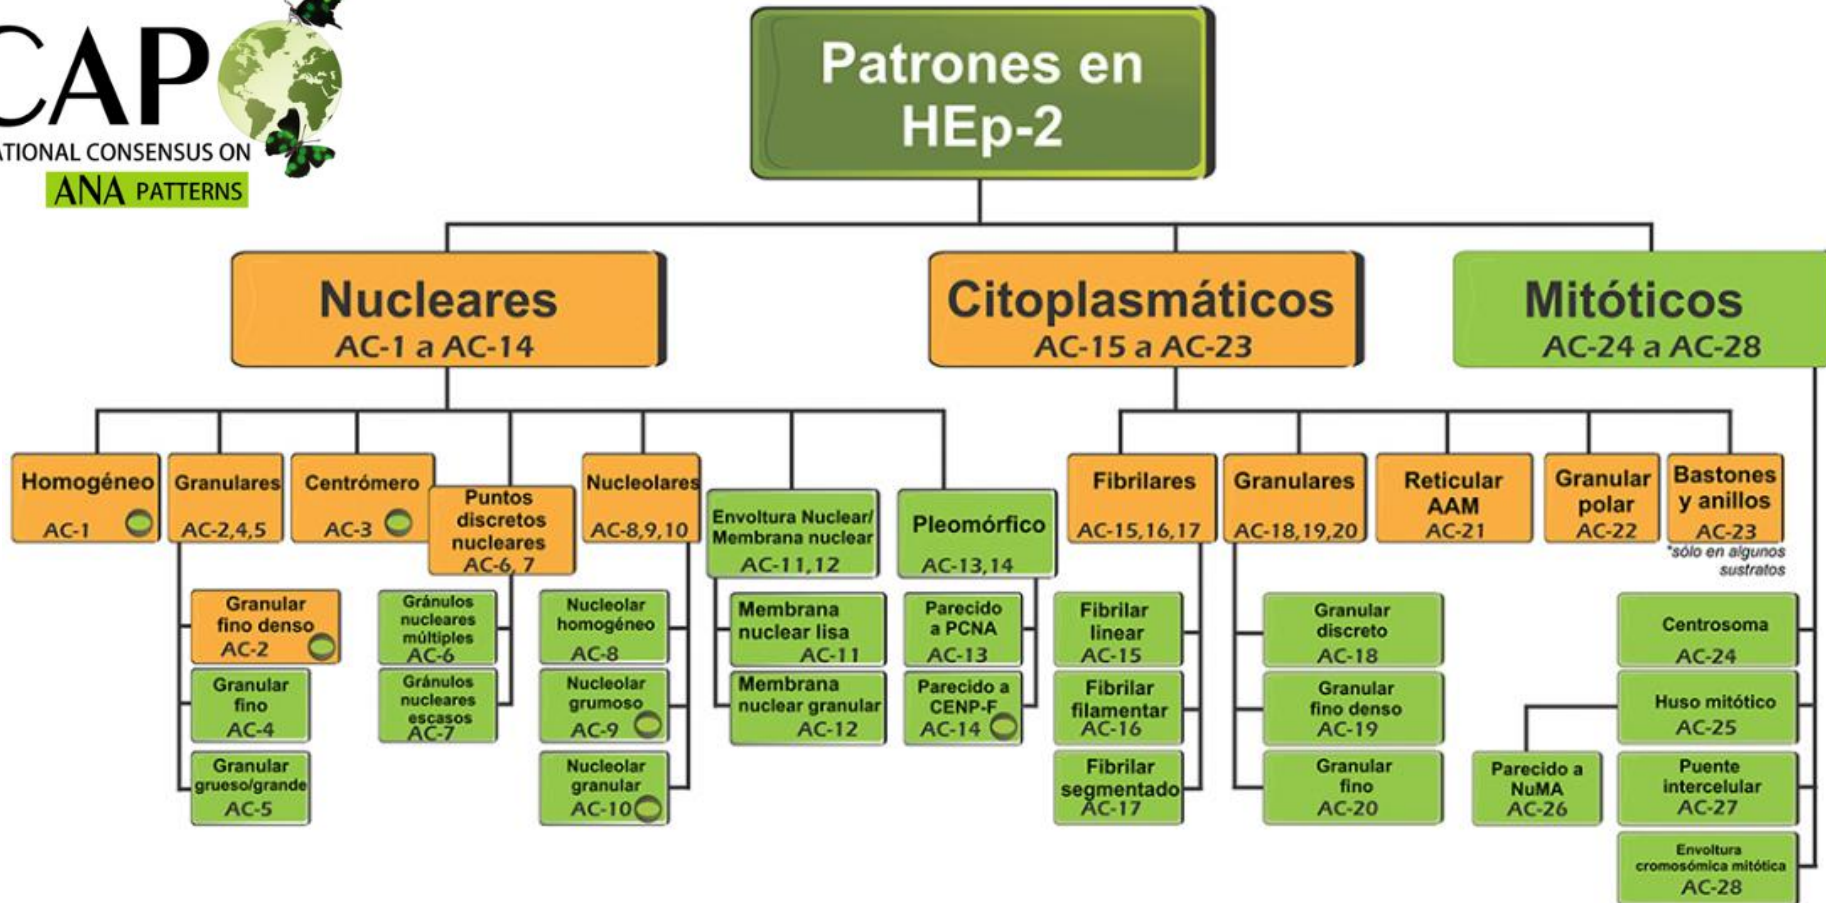 CAP
ATIONAL CONSENSUS ON
ANA PATTERNS
Patrones en
HEp-2
Nucleares
AC-1 a AC-14
Citoplasmáticos
AC-15 a AC-23
Mitóticos
AC-24 a AC-28
Homogéneo
AC-1
Granulares
AC-2,4,5
Centrómero
AC-3
Puntos
discretos
nucleares
AC-6, 7
Nucleolares
AC-8,9,10
Envoltura Nuclear/
Membrana nuclear
AC-11,12
Pleomórfico
AC-13,14
Fibrilares
AC-15,16,17
Granulares
AC-18,19,20
Reticular
AAM
AC-21
Granular
polar
AC-22
Bastones
y anillos
AC-23
*sólo en algunos
sustratos
Granular
fino denso
AC-2
Granular
fino
AC-4
Granular
grueso/grande
AC-5
Gránulos
nucleares
múltiples
AC-6
Gránulos
nucleares
escasos
AC-7
Nucleolar
homogéneo
AC-8
Nucleolar
grumoso
AC-9
Nucleolar
granular
AC-10
Membrana
nuclear lisa
AC-11
Membrana
nuclear granular
AC-12
Parecido
a PCNA
AC-13
Parecido a
CENP-F
AC-14
Fibrilar
linear
AC-15
Fibrilar
filamentar
AC-16
Fibrilar
segmentado
AC-17
Granular
discreto
AC-18
Granular
fino denso
AC-19
Granular
fino
AC-20
Centrosoma
AC-24
Huso mitótico
AC-25
Parecido a
NuMA
AC-26
Puente
intercelular
AC-27
Envoltura
cromosómica mitótica
AC-28